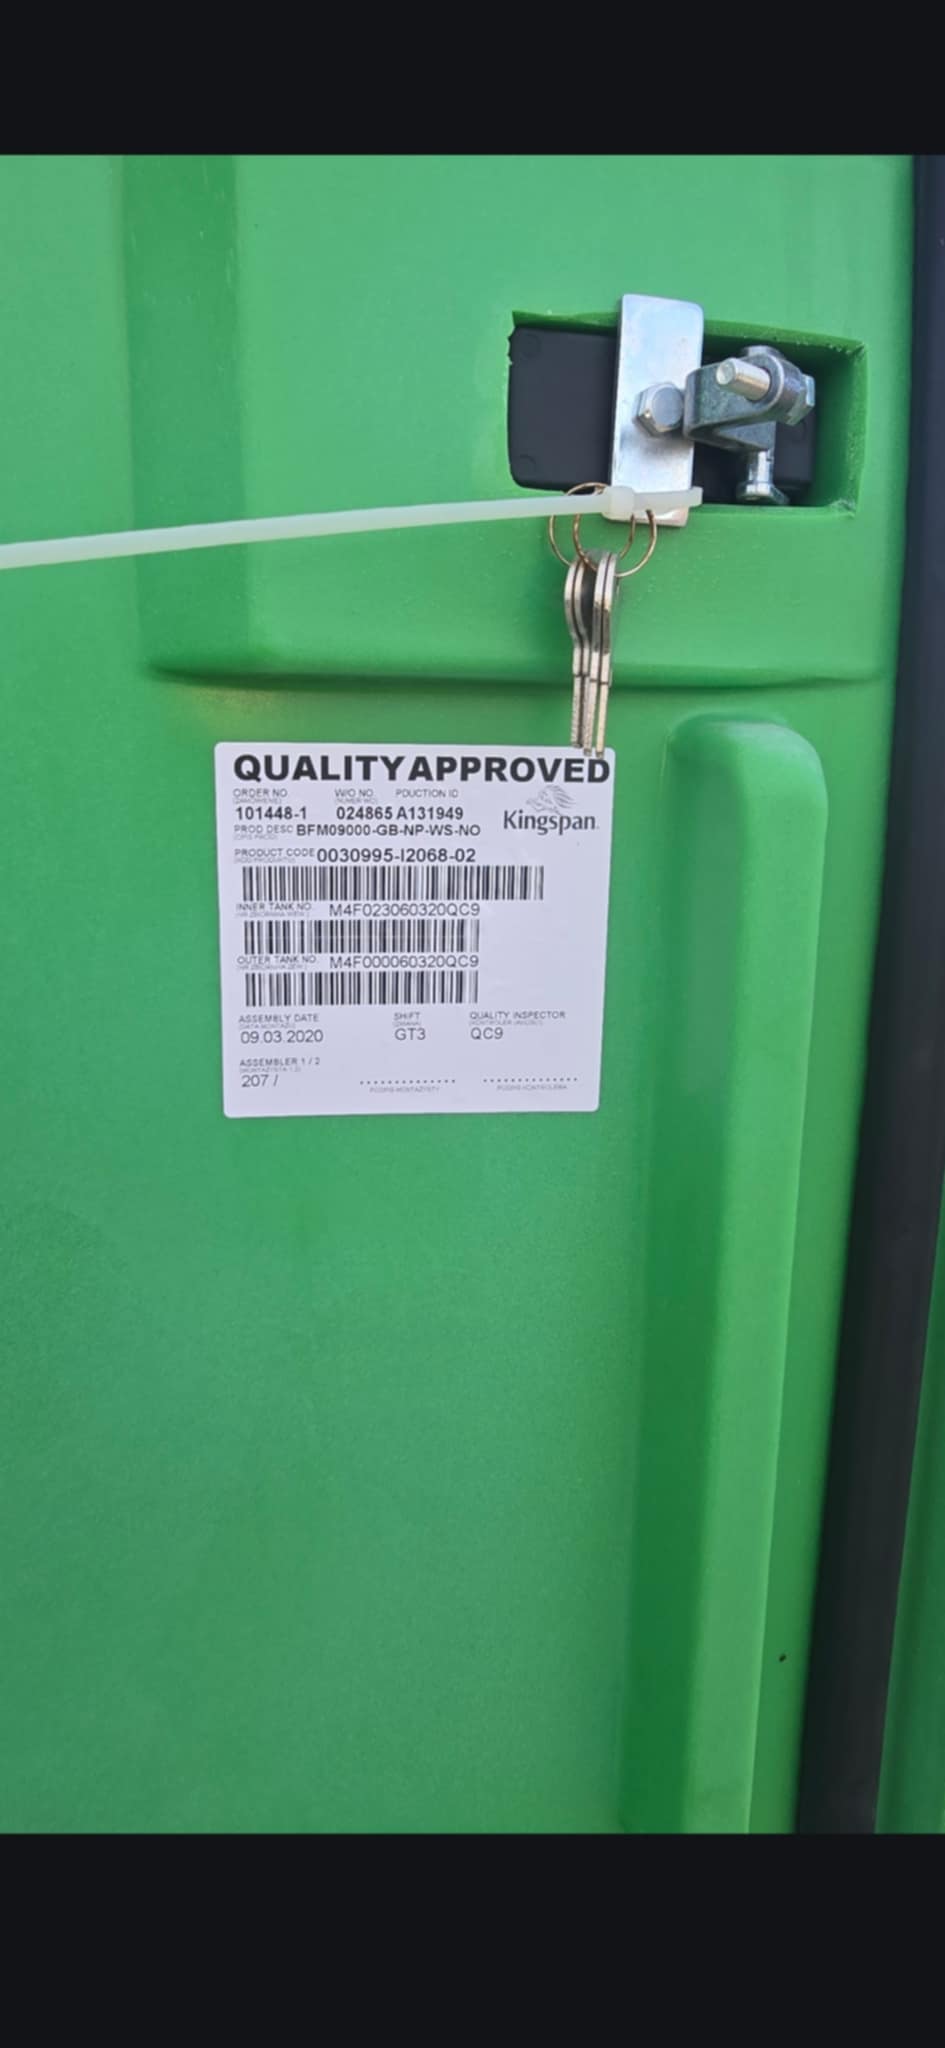 QUALITY APPROVED
ORDER NO. W/O NO. PDUCTION ID
101448-1 024865 A131949
Kingspan.
PROD DESC BFM09000-GB-NP-WS-NO
PRODUCT CODE 0030995-I2068-02
INNER TANK NO. M4F023060320QC9
OUTER TANK NO. M4F000060320QC9
ASSEMBLY DATE SHIFT QUALITY INSPECTOR
09.03.2020 GT3 QC9
ASSEMBLER 1 / 2
207 /